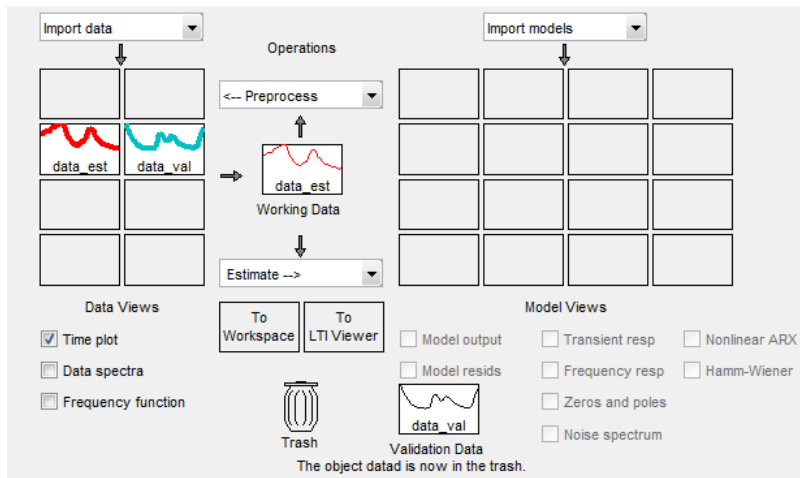 Import data
Operations
Import models
<-- Preprocess
data_est
data_val
data_est
Working Data
Estimate -->
Data Views
To
Workspace
To
LTI Viewer
Model Views
Time plot
Data spectra
Frequency function
Model output
Transient resp
Nonlinear ARX
Model resids
Frequency resp
Hamm-Wiener
Zeros and poles
Noise spectrum
Trash
data_val
Validation Data
The object datad is now in the trash.